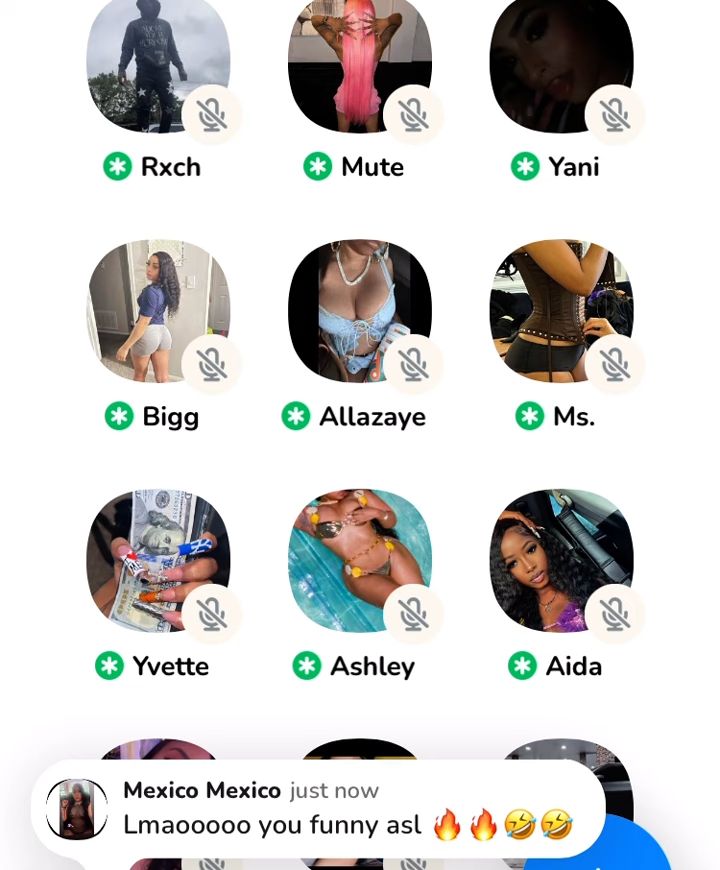 Rxch
Mute
Yani
Bigg
Allazaye
Ms.
Yvette
Ashley
Aida
Mexico Mexico just now
Lmaooooo you funny asl 🔥🔥🤣🤣